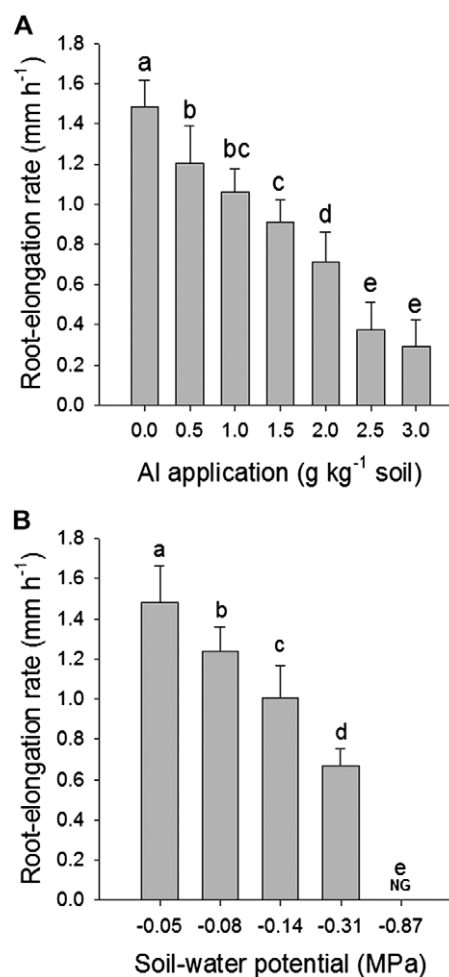 A
Root-elongation rate (mm h⁻¹)
1.8
1.6
1.4
1.2
1.0
0.8
0.6
0.4
0.2
0.0
a
b
bc
c
d
e
e
0.0 0.5 1.0 1.5 2.0 2.5 3.0
Al application (g kg⁻¹ soil)
B
Root-elongation rate (mm h⁻¹)
1.8
1.6
1.4
1.2
1.0
0.8
0.6
0.4
0.2
0.0
a
b
c
d
e
NG
-0.05 -0.08 -0.14 -0.31 -0.87
Soil-water potential (MPa)